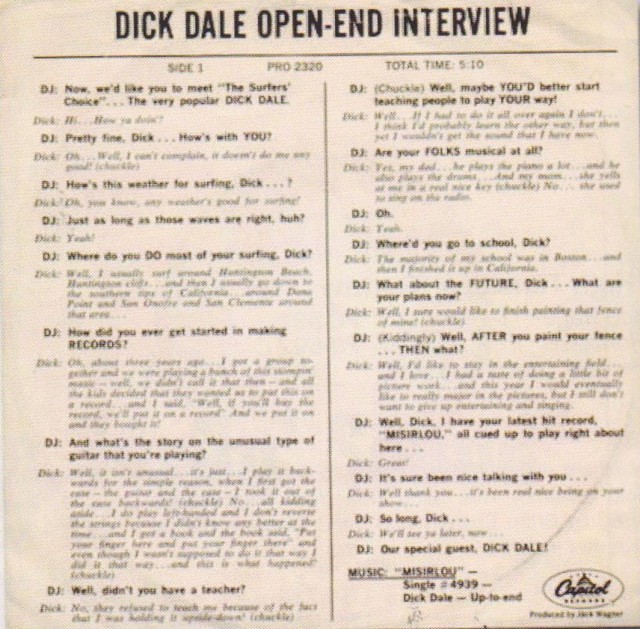 DICK DALE OPEN-END INTERVIEW
SIDE 1 PRO 2320 TOTAL TIME: 5:10
DJ: Now, we'd like you to meet "The Surfers'
Choice"... The very popular DICK DALE.
Dick: Hi...How ya doin'?
DJ: Pretty fine, Dick... How's with YOU?
Dick: Oh...Well, I can't complain, it doesn't do me any
good! (chuckle)
DJ: How's this weather for surfing, Dick...?
Dick: Oh, you know, any weather's good for surfing!
DJ: Just as long as those waves are right, huh?
Dick: Yeah!
DJ: Where do you DO most of your surfing, Dick?
Dick: Well, I usually surf around Huntington Beach,
Huntington cliffs...and then I usually go down to
the southern tips of California...around Dana
Point and San Onofre and San Clemente around
that area...
DJ: How did you ever get started in making
RECORDS?
Dick: Oh, about three years ago...I got a group to-
gether and we were playing a bunch of this stompin'
music — well, we didn't call it that then — and all
the kids decided that they wanted us to put this on
a record...and I said, "Well, if you'll buy the
record, we'll put it on a record" And we put it on
and they bought it!
DJ: And what's the story on the unusual type of
guitar that you're playing?
Dick: Well, it isn't unusual...it's just...I play it back-
wards for the simple reason, when I first got the
case — the guitar and the case — I took it out of
the case backwards! (chuckle) No...all kidding
aside...I do play left-handed and I don't reverse
the strings because I didn't know any better at the
time...and I got a book and the book said, "Put
your finger here and put your finger there" and
even though I wasn't supposed to do it that way I
did it that way...and this is what happened!
(chuckle)
DJ: Well, didn't you have a teacher?
Dick: No, they refused to teach me because of the fact
that I was holding it upside-down! (chuckle)
DJ: (Chuckle) Well, maybe YOU'D better start
teaching people to play YOUR way!
Dick: Well...If I had to do it all over again I don't...
I think I'd probably learn the other way, but then
yet I wouldn't get the sound that I have now.
DJ: Are your FOLKS musical at all?
Dick: Yes, my dad...he plays the piano a lot...and he
also plays the drums...And my mom...she yells
at me in a real nice key (chuckle) No... she used
to sing on the radio.
DJ: Oh.
Dick: Yeah.
DJ: Where'd you go to school, Dick?
Dick: The majority of my school was in Boston...and
then I finished it up in California.
DJ: What about the FUTURE, Dick... What are
your plans now?
Dick: Well, I sure would like to finish painting that fence
of mine! (chuckle)
DJ: (Kiddingly) Well, AFTER you paint your fence
... THEN what?
Dick: Well, I'd like to stay in the entertaining field...
and I love...I had a taste of doing a little bit of
picture work...and this year I would eventually
like to really major in the pictures, but I still don't
want to give up entertaining and singing.
DJ: Well, Dick, I have your latest hit record,
"MISIRLOU," all cued up to play right about
here...
Dick: Great!
DJ: It's sure been nice talking with you...
Dick: Well thank you...it's been real nice being on your
show...
DJ: So long, Dick...
Dick: We'll see ya later, now...
DJ: Our special guest, DICK DALE!
MUSIC: "MISIRLOU" —
Single #4939 —
Dick Dale — Up-to-end
Capitol
RECORDS
Produced by Jack Wagner